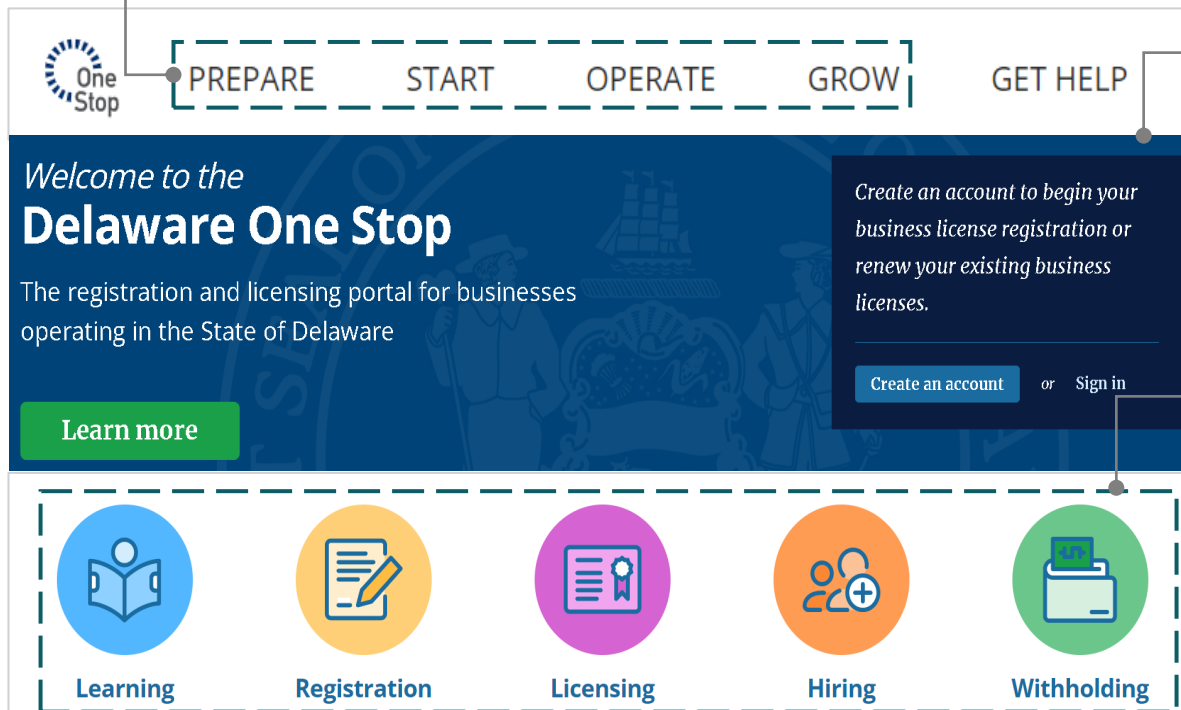 One
Stop
PREPARE START OPERATE GROW GET HELP
Welcome to the
Delaware One Stop
The registration and licensing portal for businesses
operating in the State of Delaware
Learn more
Create an account to begin your
business license registration or
renew your existing business
licenses.
Create an account or Sign in
Learning Registration Licensing Hiring Withholding